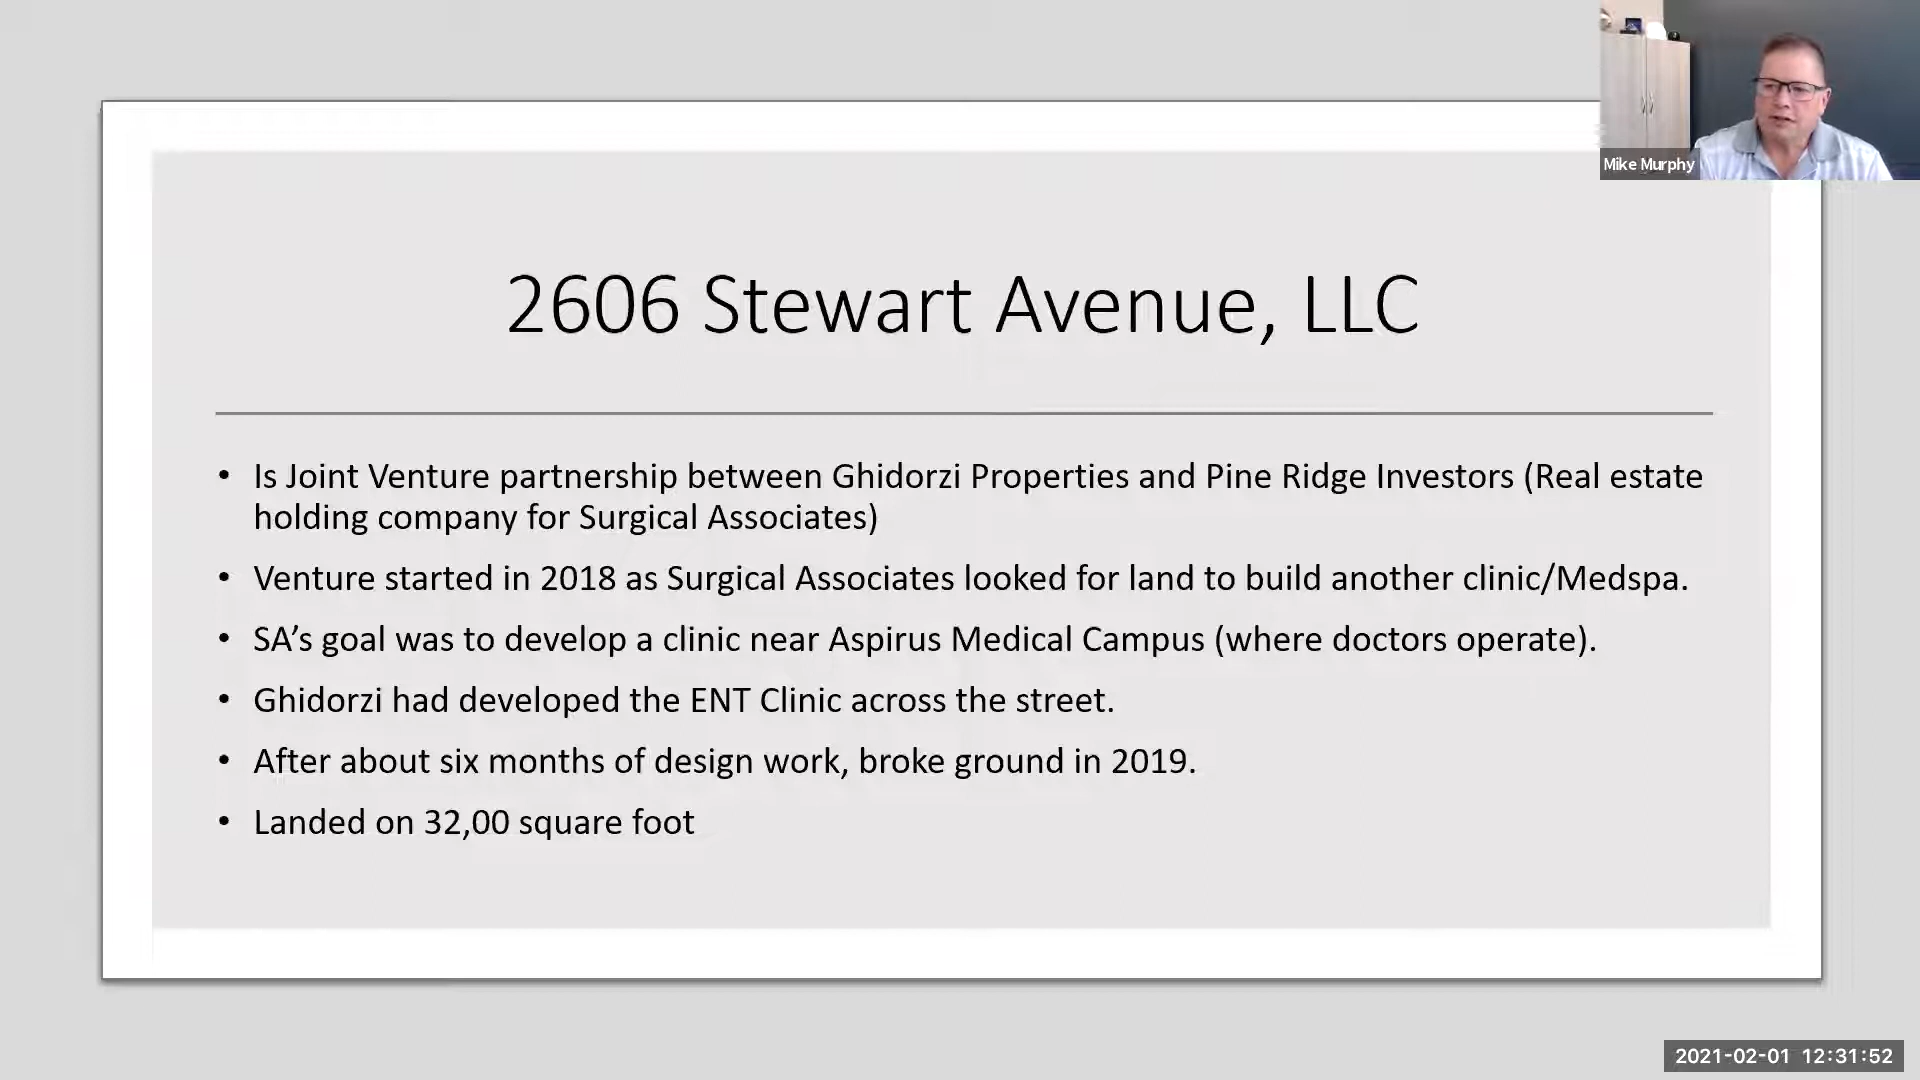 Mike Murphy
2606 Stewart Avenue, LLC
• Is Joint Venture partnership between Ghidorzi Properties and Pine Ridge Investors (Real estate
holding company for Surgical Associates)
• Venture started in 2018 as Surgical Associates looked for land to build another clinic/Medspa.
• SA’s goal was to develop a clinic near Aspirus Medical Campus (where doctors operate).
• Ghidorzi had developed the ENT Clinic across the street.
• After about six months of design work, broke ground in 2019.
• Landed on 32,00 square foot
2021-02-01 12:31:52